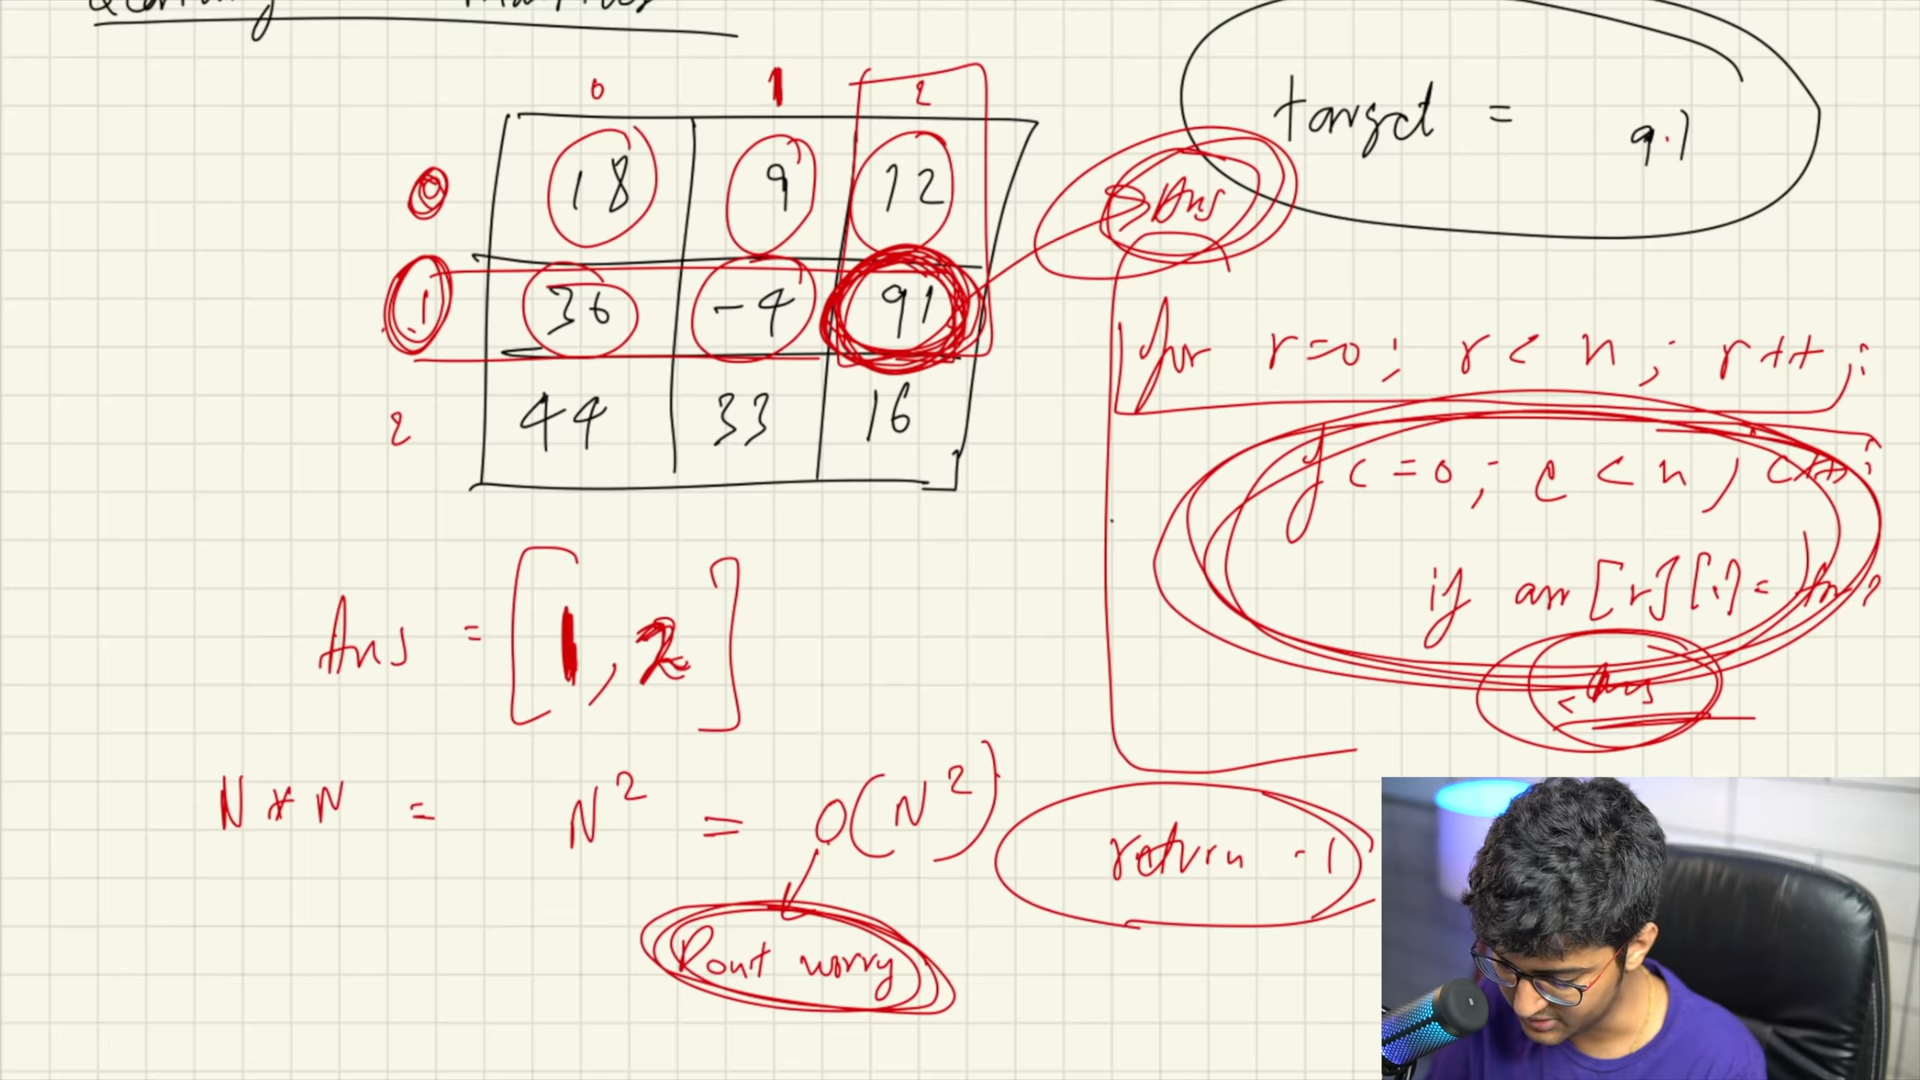 target = 91
0 1 2
0 18 9 12
Ans
1 36 -4 91
for r=0; r < n; r++;
2 44 33 16
f c=0; c < n; c++;
if arr[r][i] =
Ans
Ans = [1, 2]
N * N = N² = O(N²)
return -1
Dont worry